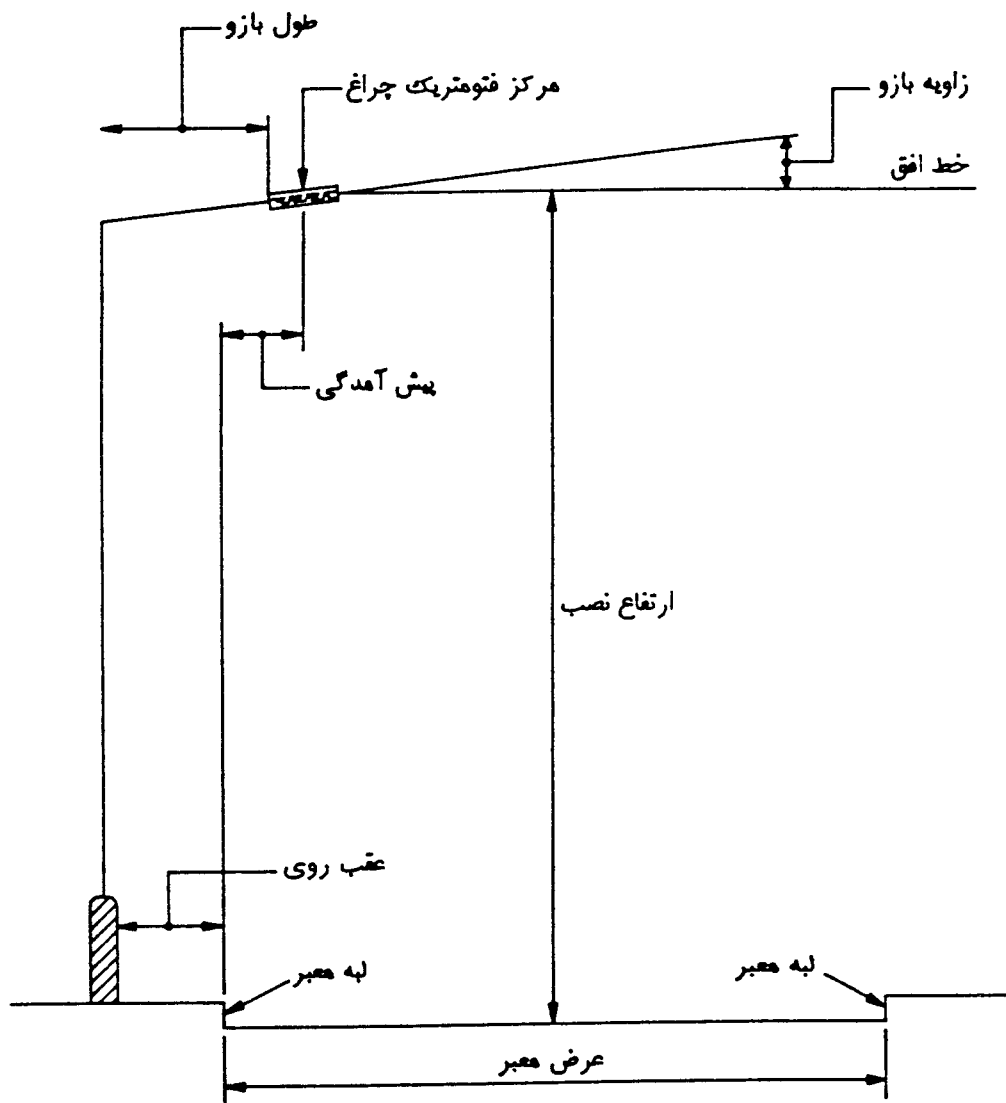 طول بازو
مرکز فتومتریک چراغ
زاویه بازو
خط افق
پیش آمدگی
ارتفاع نصب
عقب روی
لبه معبر
لبه معبر
عرض معبر